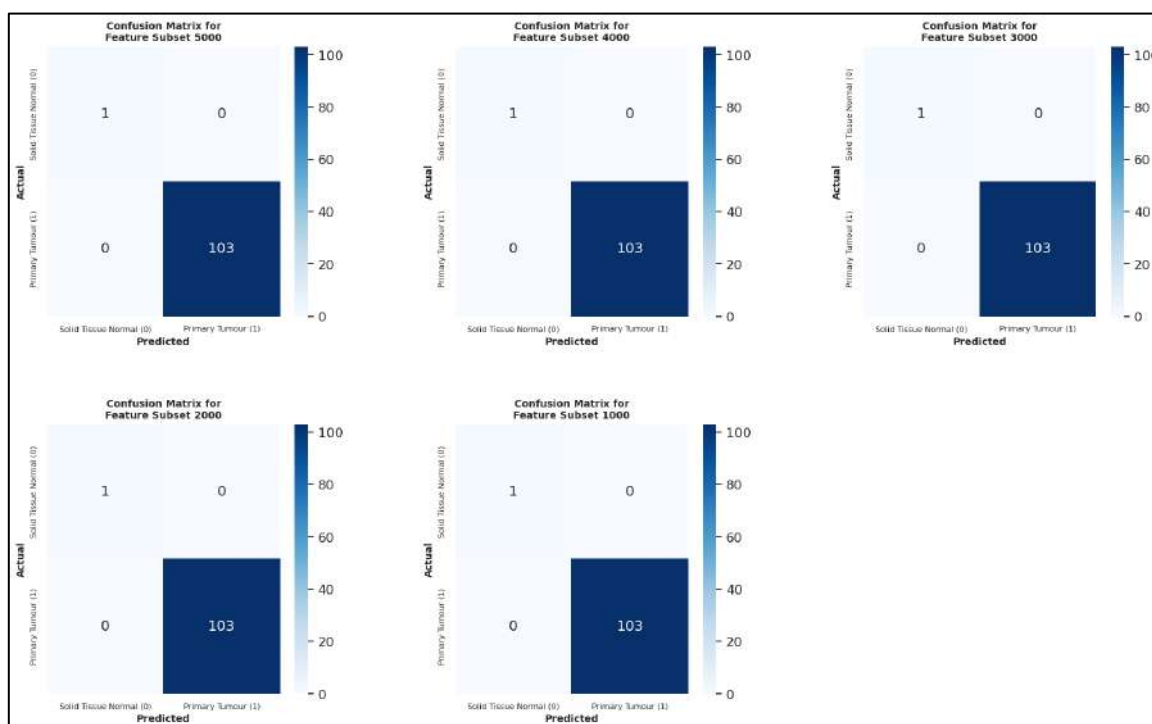 Confusion Matrix for
Feature Subset 5000
Solid Tissue Normal (0)
Primary Tumour (1)
Actual
1
0
0
103
100
80
60
40
20
0
Solid Tissue Normal (0)
Primary Tumour (1)
Predicted
Confusion Matrix for
Feature Subset 4000
Solid Tissue Normal (0)
Primary Tumour (1)
Actual
1
0
0
103
100
80
60
40
20
0
Solid Tissue Normal (0)
Primary Tumour (1)
Predicted
Confusion Matrix for
Feature Subset 3000
Solid Tissue Normal (0)
Primary Tumour (1)
Actual
1
0
0
103
100
80
60
40
20
0
Solid Tissue Normal (0)
Primary Tumour (1)
Predicted
Confusion Matrix for
Feature Subset 2000
Solid Tissue Normal (0)
Primary Tumour (1)
Actual
1
0
0
103
100
80
60
40
20
0
Solid Tissue Normal (0)
Primary Tumour (1)
Predicted
Confusion Matrix for
Feature Subset 1000
Solid Tissue Normal (0)
Primary Tumour (1)
Actual
1
0
0
103
100
80
60
40
20
0
Solid Tissue Normal (0)
Primary Tumour (1)
Predicted